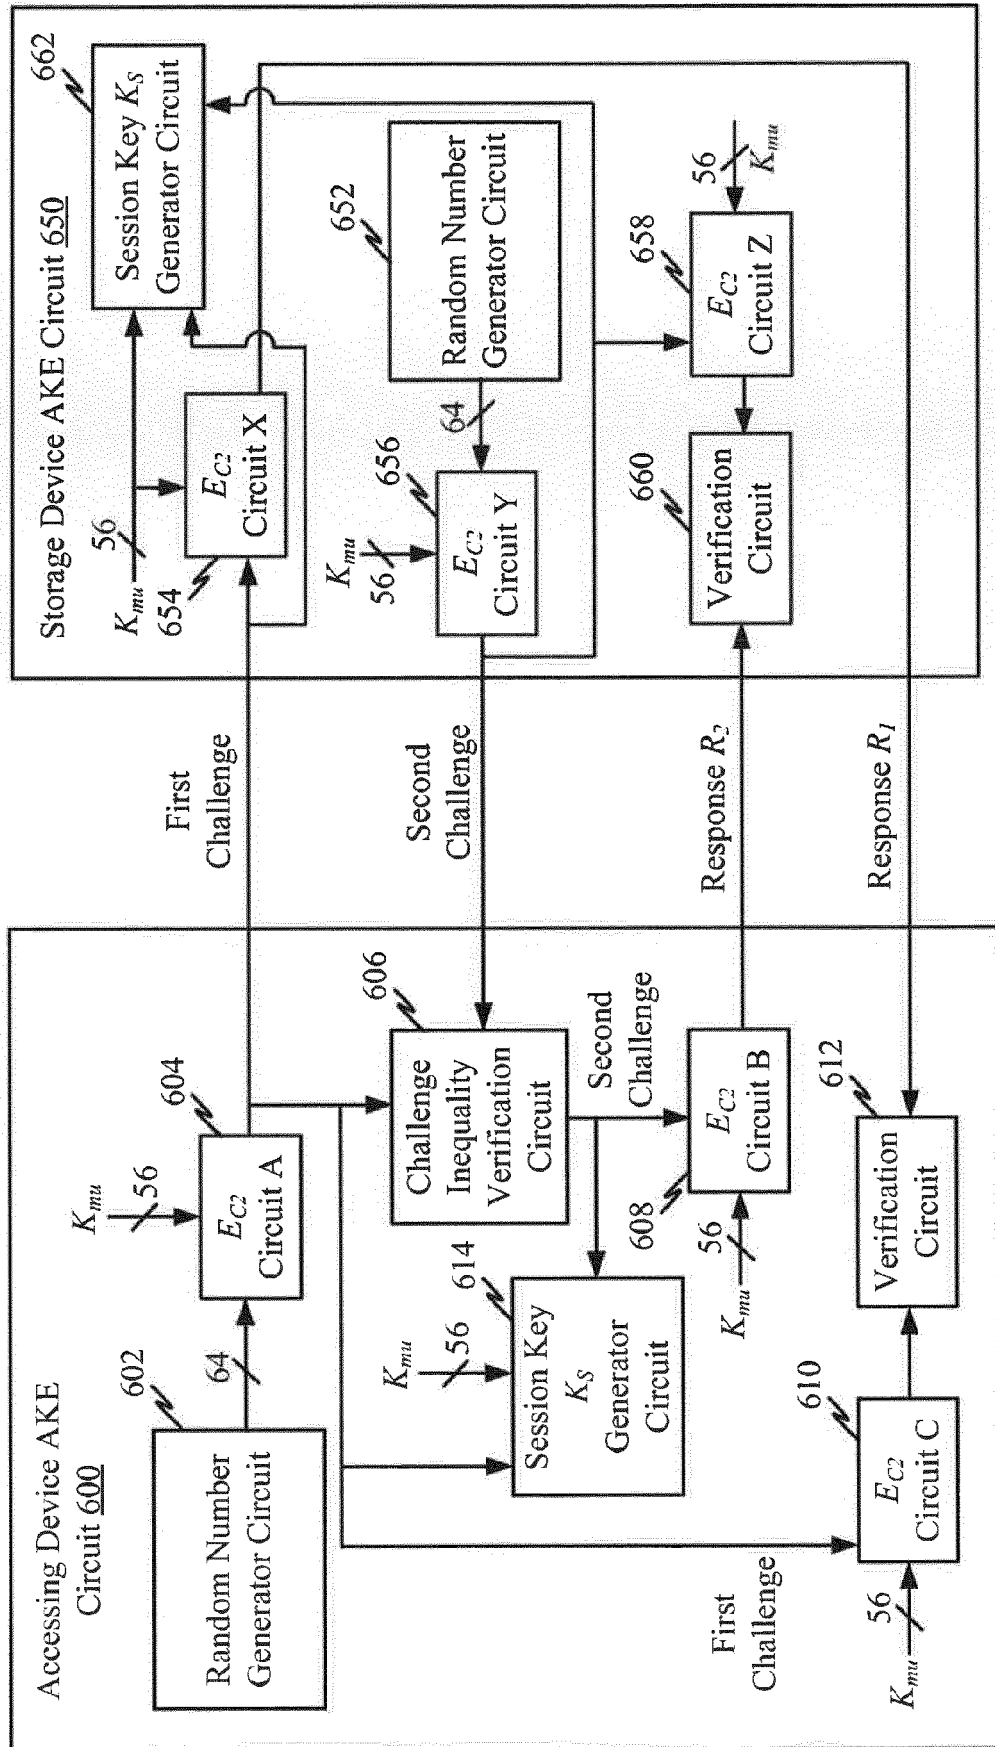 Accessing Device AKE
Circuit 600
602
Random Number
Generator Circuit
64
K_mu
56
604
E_C2
Circuit A
606
Challenge
Inequality
Verification
Circuit
614
K_mu
56
Session Key
K_S
Generator
Circuit
Second
Challenge
608
E_C2
Circuit B
56
K_mu
First
Challenge
610
E_C2
Circuit C
56
K_mu
612
Verification
Circuit
First
Challenge
Second
Challenge
Response R_2
Response R_1
Storage Device AKE Circuit 650
662
Session Key K_S
Generator Circuit
56
K_mu
654
E_C2
Circuit X
652
Random Number
Generator Circuit
64
656
K_mu
56
E_C2
Circuit Y
658
56
K_mu
E_C2
Circuit Z
660
Verification
Circuit